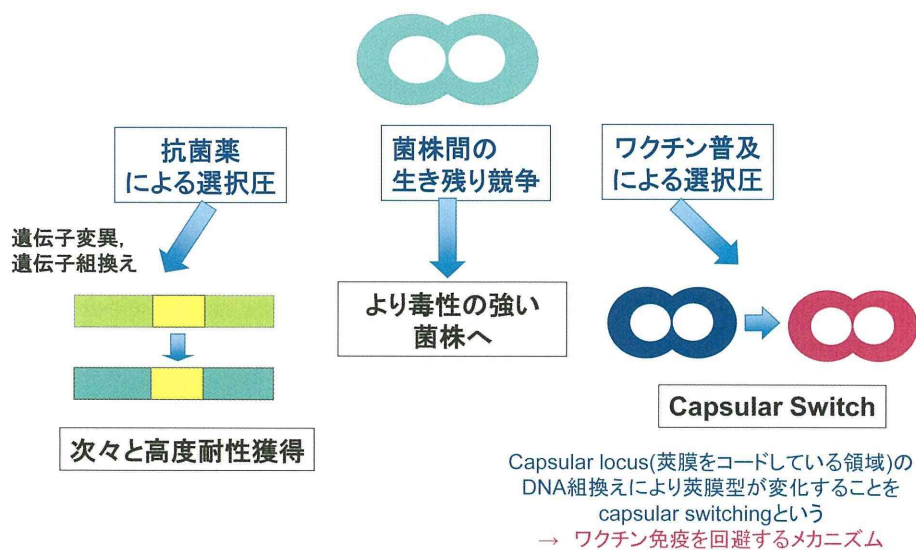 抗菌薬
による選択圧
菌株間の
生き残り競争
ワクチン普及
による選択圧
遺伝子変異,
遺伝子組換え
より毒性の強い
菌株へ
次々と高度耐性獲得
Capsular Switch
Capsular locus(莢膜をコードしている領域)の
DNA組換えにより莢膜型が変化することを
capsular switchingという
→ ワクチン免疫を回避するメカニズム